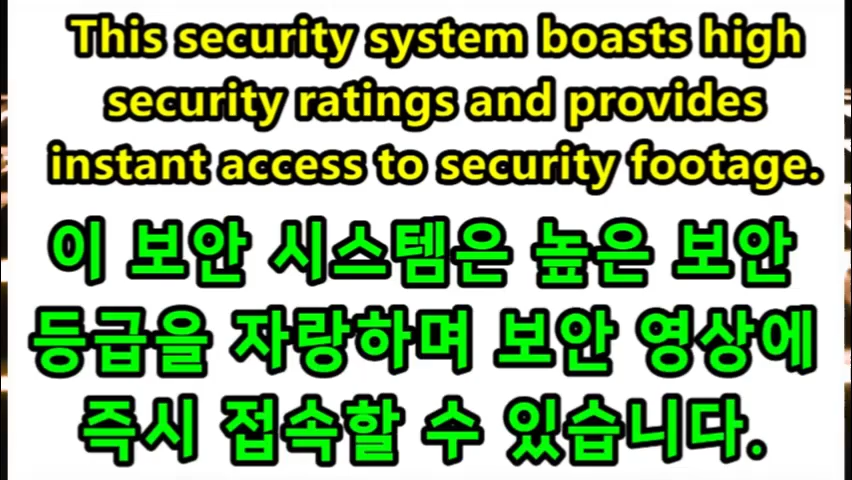 This security system boasts high
security ratings and provides
instant access to security footage.
이 보안 시스템은 높은 보안
등급을 자랑하며 보안 영상에
즉시 접속할 수 있습니다.